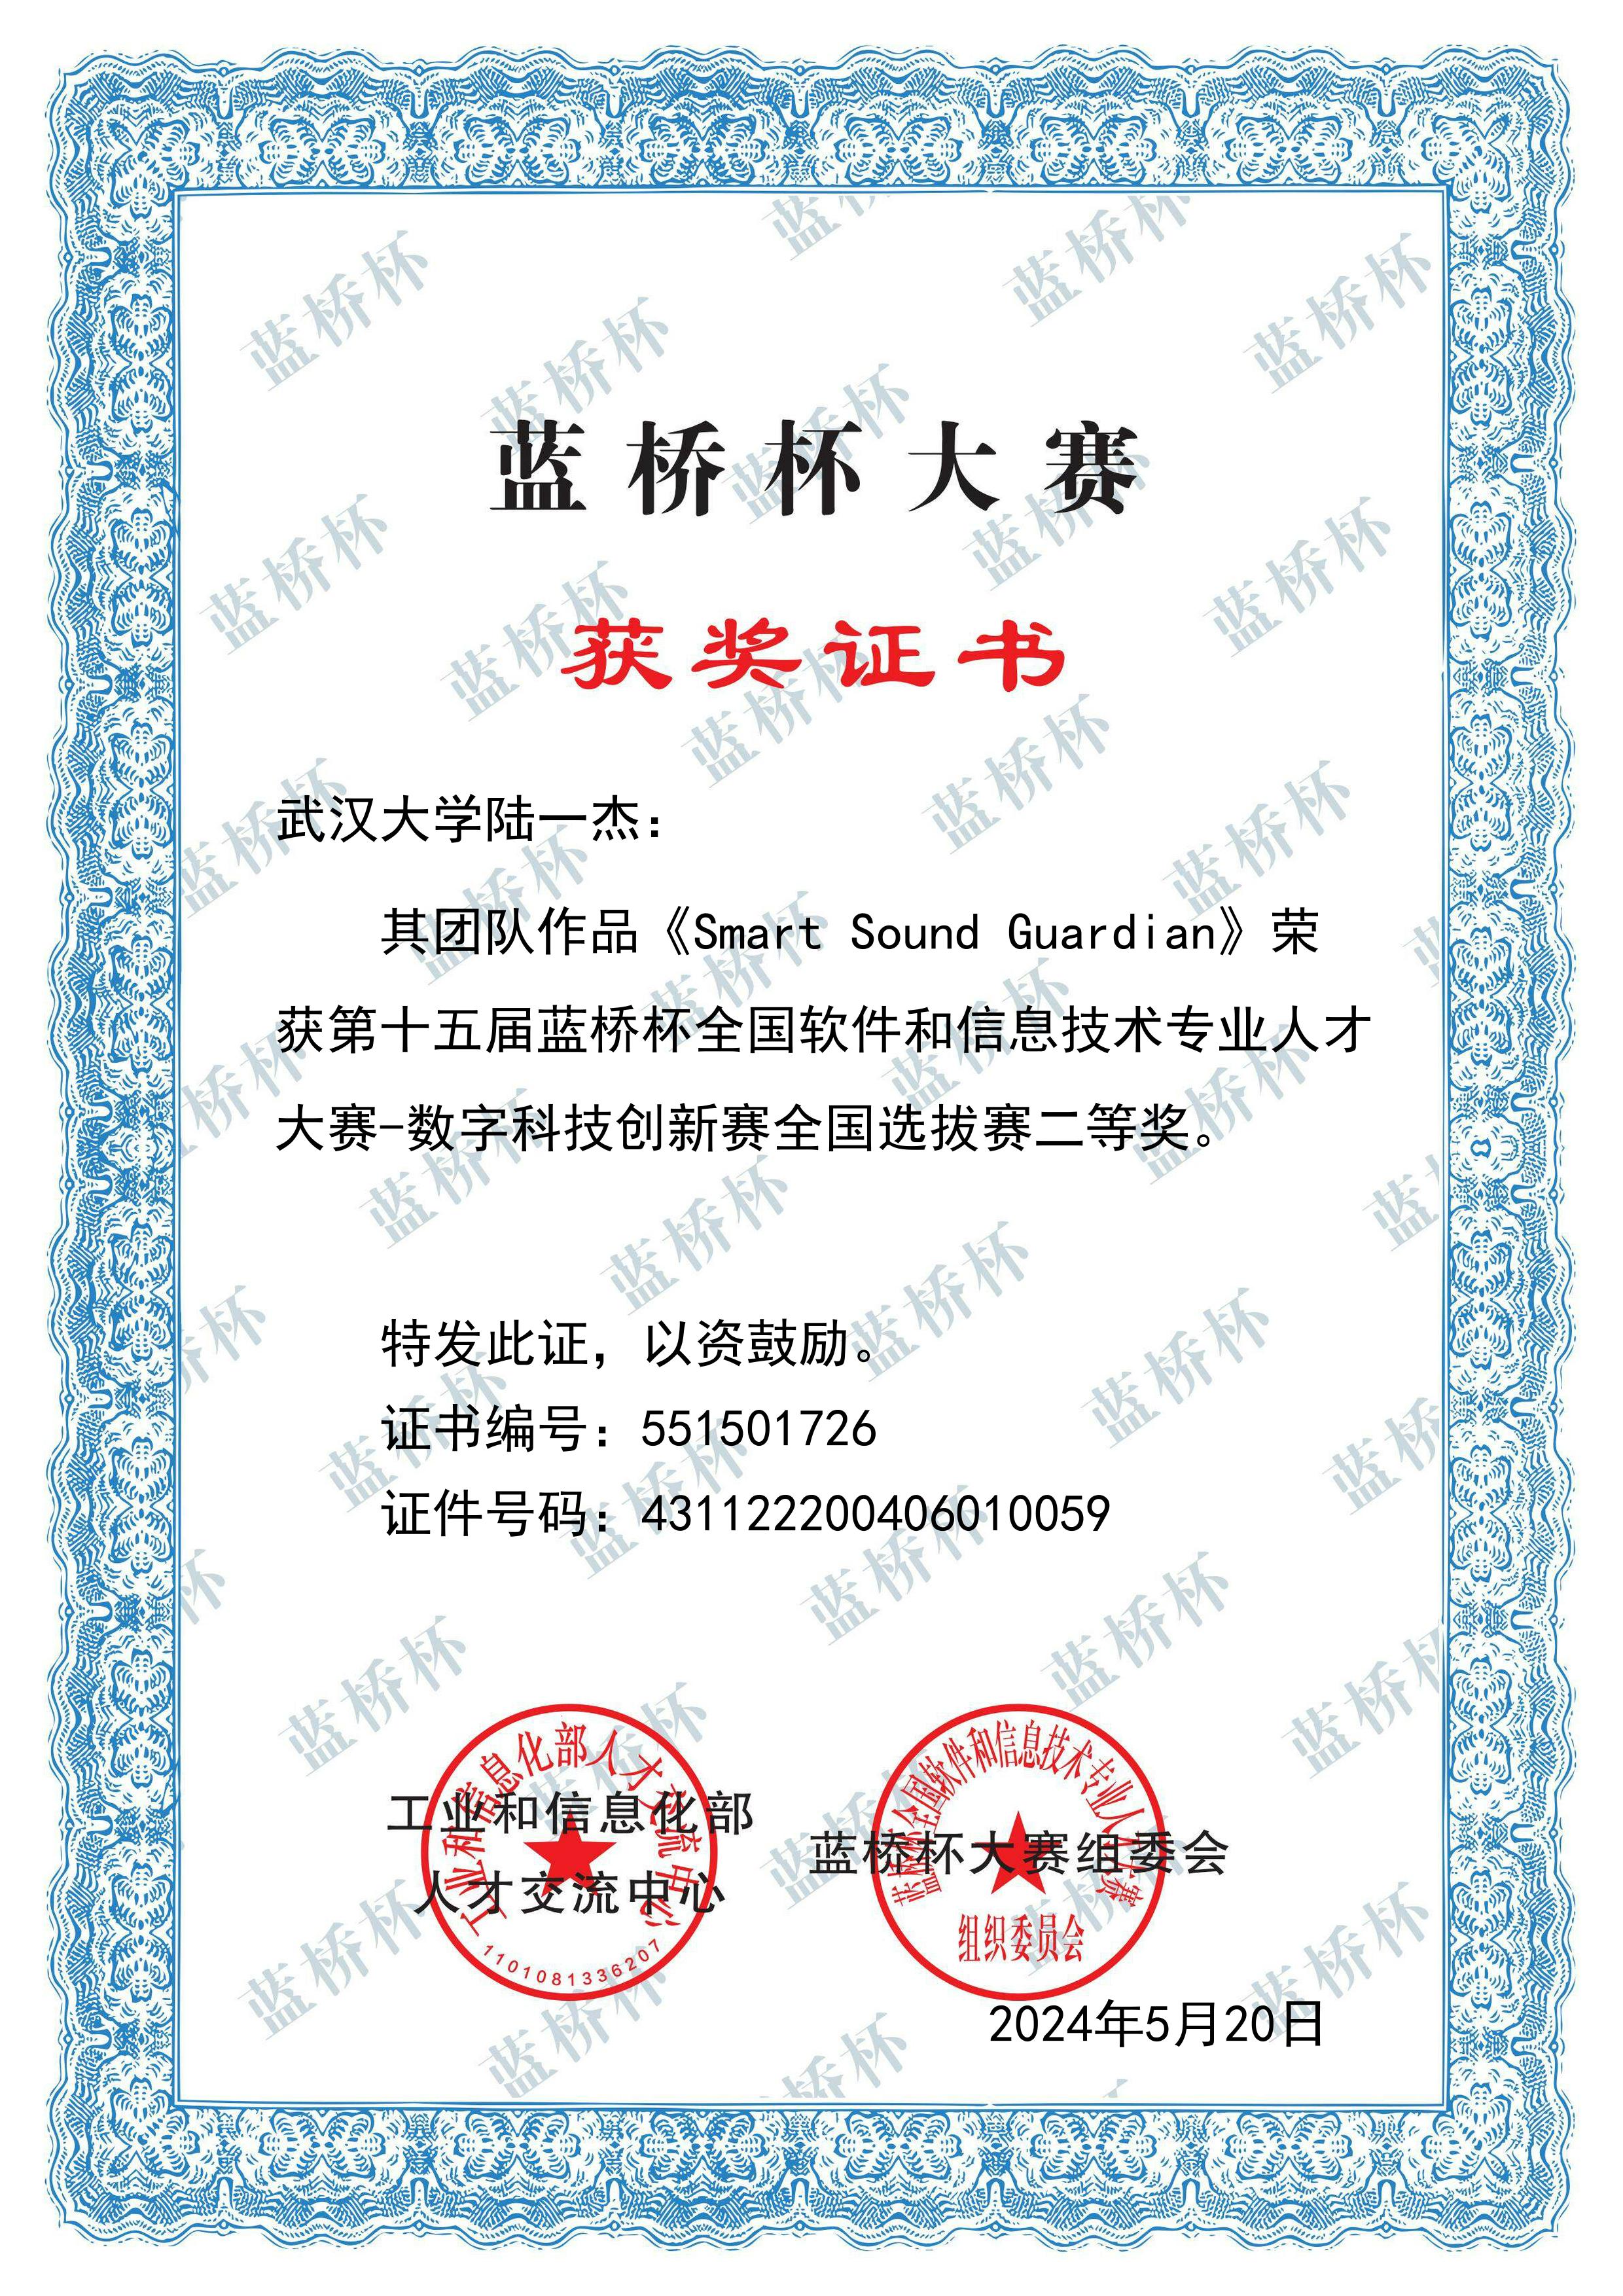 蓝桥杯大赛
获奖证书
武汉大学陆一杰：
其团队作品《Smart Sound Guardian》荣
获第十五届蓝桥杯全国软件和信息技术专业人才
大赛-数字科技创新赛全国选拔赛二等奖。
特发此证，以资鼓励。
证书编号：551501726
证件号码：431122200406010059
工业和信息化部
人才交流中心
工业和信息化部人才交流中心
1101081336207
蓝桥杯大赛组委会
蓝桥杯全国软件和信息技术专业人才大赛
组织委员会
2024年5月20日
蓝桥杯